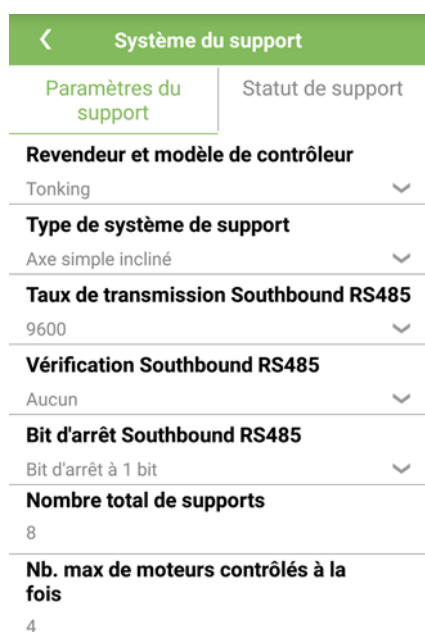 Système du support
Paramètres du
support
Statut de support
Revendeur et modèle de contrôleur
Tonking
Type de système de support
Axe simple incliné
Taux de transmission Southbound RS485
9600
Vérification Southbound RS485
Aucun
Bit d'arrêt Southbound RS485
Bit d'arrêt à 1 bit
Nombre total de supports
8
Nb. max de moteurs contrôlés à la
fois
4